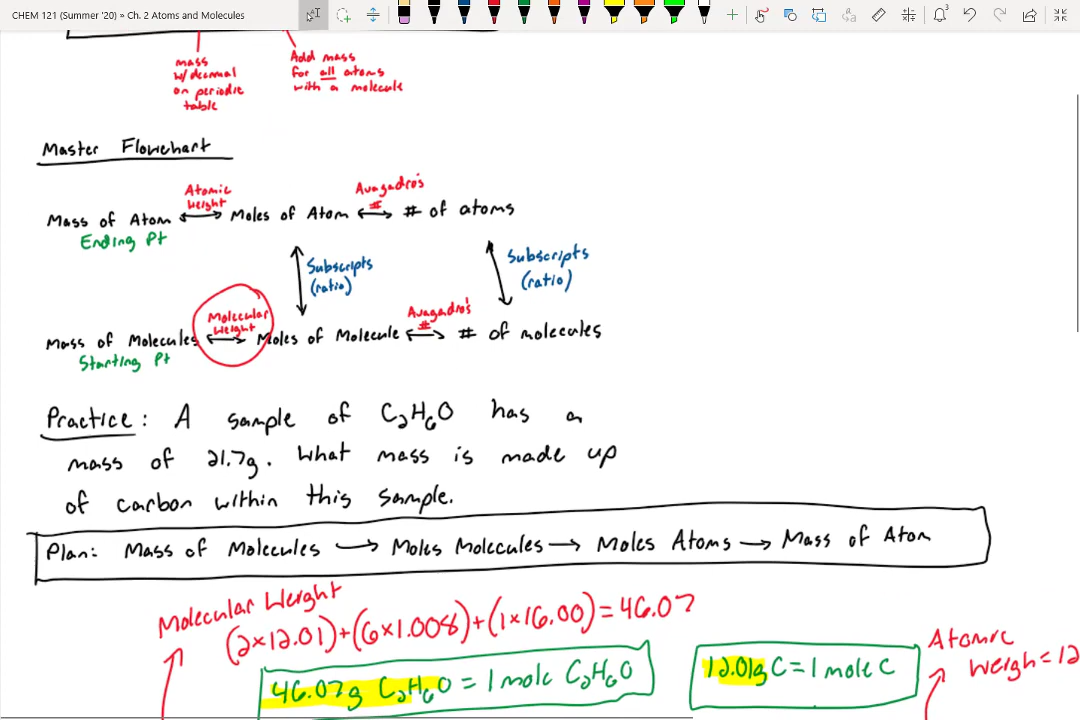 CHEM 121 (Summer '20) » Ch. 2 Atoms and Molecules
mass
w/decimal
on periodic
table
Add mass
for all atoms
with a molecule
Master Flowchart
Mass of Atom Atomic Weight Moles of Atom Avagadro's # # of atoms
Ending Pt
Subscripts
(ratio)
Subscripts
(ratio)
Mass of Molecules Molecular Weight Moles of Molecule Avagadro's # # of molecules
Starting Pt
Practice: A sample of C2H6O has a
mass of 21.7g. What mass is made up
of carbon within this sample.
Plan: Mass of Molecules → Moles Molecules → Moles Atoms → Mass of Atom
Molecular Weight
(2×12.01)+(6×1.008)+(1×16.00)=46.07
46.07g C2H6O = 1 mole C2H6O
12.01g C = 1 mole C
Atomic
Weigh=12